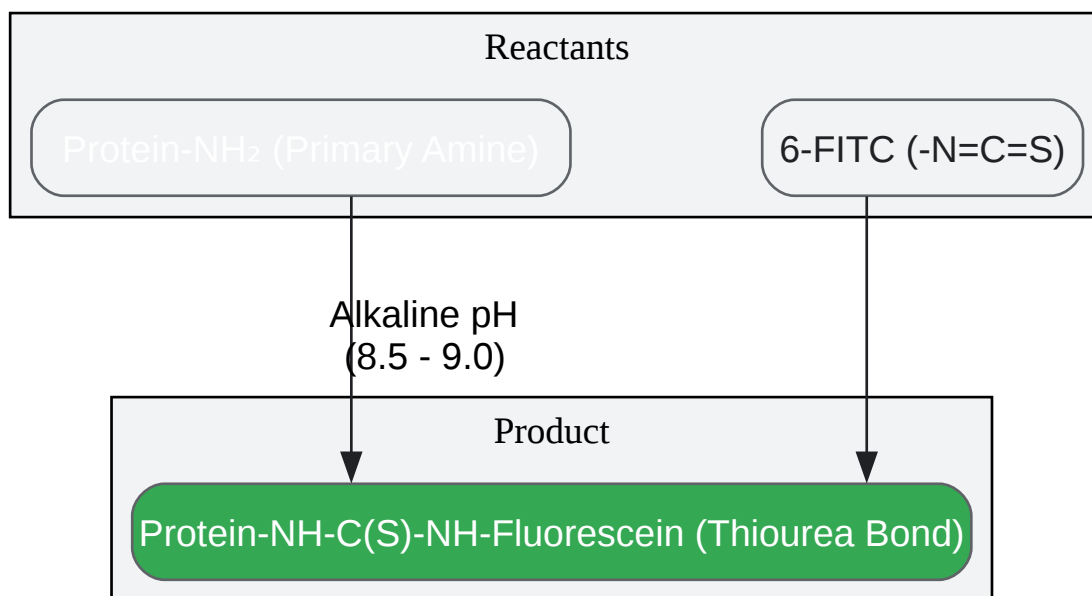 Reactants
Protein-NH₂ (Primary Amine)
6-FITC (-N=C=S)
Alkaline pH
(8.5 - 9.0)
Product
Protein-NH-C(S)-NH-Fluorescein (Thiourea Bond)